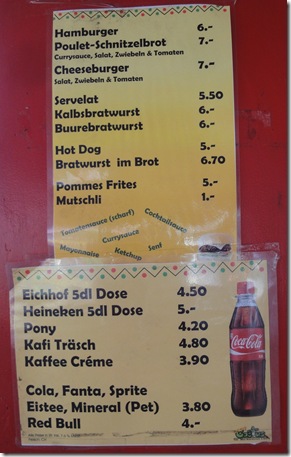 Hamburger 6.-
Poulet-Schnitzelbrot 7.-
Currysauce, Salat, Zwiebeln & Tomaten
Cheeseburger 7.-
Salat, Zwiebeln & Tomaten
Servelat 5.50
Kalbsbratwurst 6.-
Buurebratwurst 6.-
Hot Dog 5.-
Bratwurst im Brot 6.70
Pommes Frites 5.-
Mutschli 1.-
Tomatensauce (scharf) Cocktailsauce
Currysauce
Mayonnaise Ketchup Senf
Eichhof 5dl Dose 4.50
Heineken 5dl Dose 5.-
Pony 4.20
Kafi Träsch 4.80
Kaffee Créme 3.90
Coca-Cola
Cola, Fanta, Sprite
Eistee, Mineral (Pet) 3.80
Red Bull 4.-